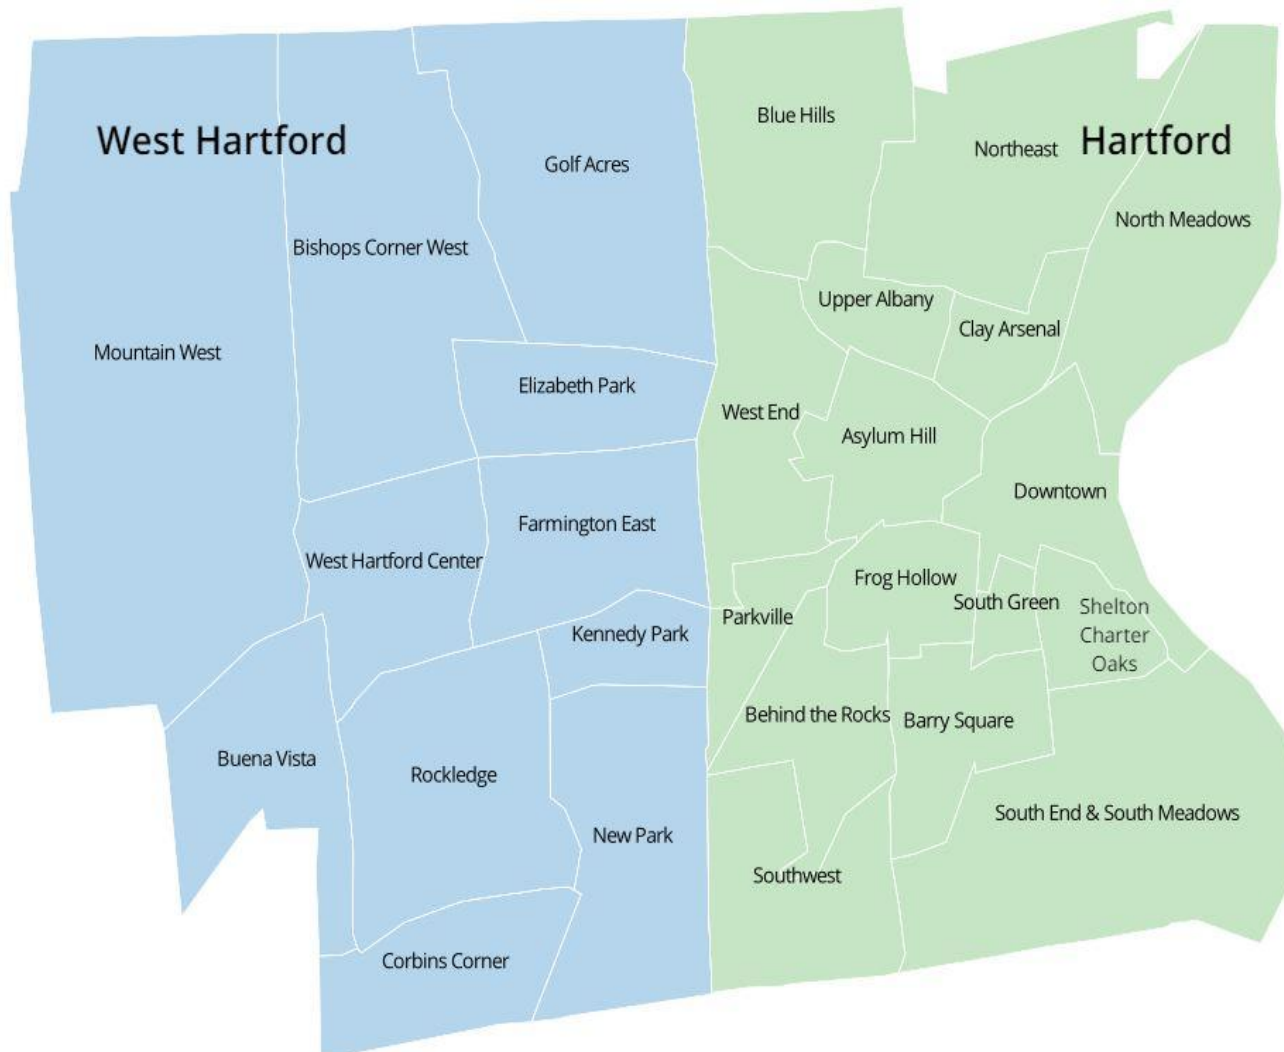 West Hartford
Hartford
Blue Hills
Northeast
Golf Acres
North Meadows
Bishops Corner West
Upper Albany
Clay Arsenal
Mountain West
Elizabeth Park
West End
Asylum Hill
Downtown
Farmington East
West Hartford Center
Frog Hollow
South Green
Shelton
Charter
Oaks
Parkville
Kennedy Park
Behind the Rocks
Barry Square
Buena Vista
Rockledge
South End & South Meadows
New Park
Southwest
Corbins Corner